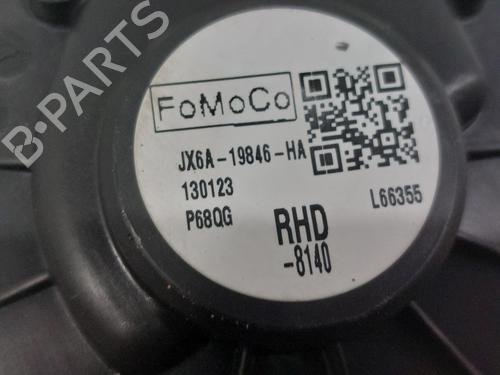 B-PARTS
FoMoCo
JX6A-19846-HA
130123
P68QG
L66355
RHD
-8140